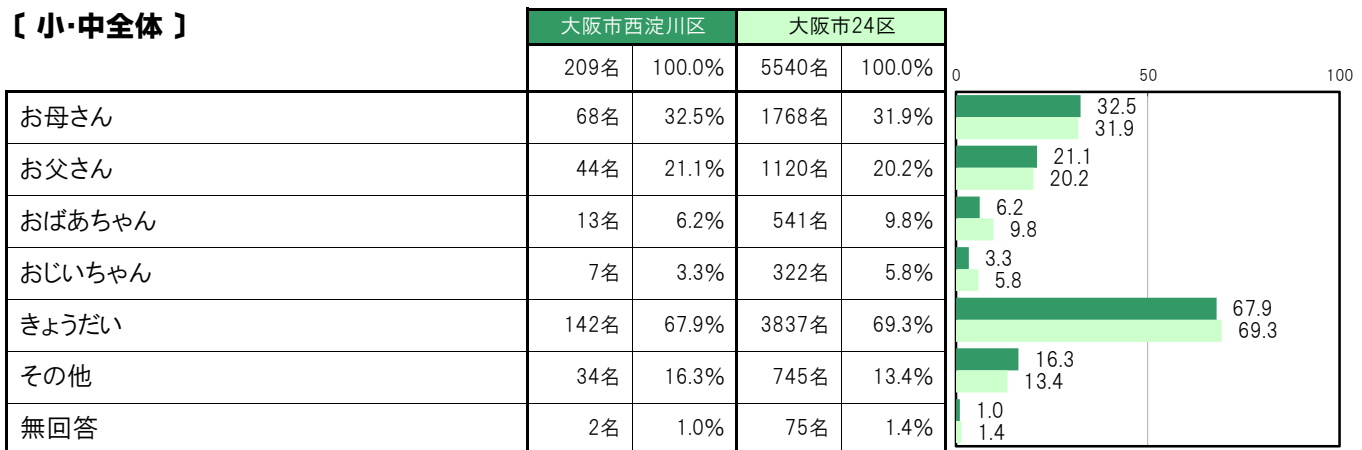 〔 小・中全体 〕
大阪市西淀川区 大阪市24区
209名 100.0% 5540名 100.0%
0 50 100
お母さん 68名 32.5% 1768名 31.9%
32.5
31.9
お父さん 44名 21.1% 1120名 20.2%
21.1
20.2
おばあちゃん 13名 6.2% 541名 9.8%
6.2
9.8
おじいちゃん 7名 3.3% 322名 5.8%
3.3
5.8
きょうだい 142名 67.9% 3837名 69.3%
67.9
69.3
その他 34名 16.3% 745名 13.4%
16.3
13.4
無回答 2名 1.0% 75名 1.4%
1.0
1.4